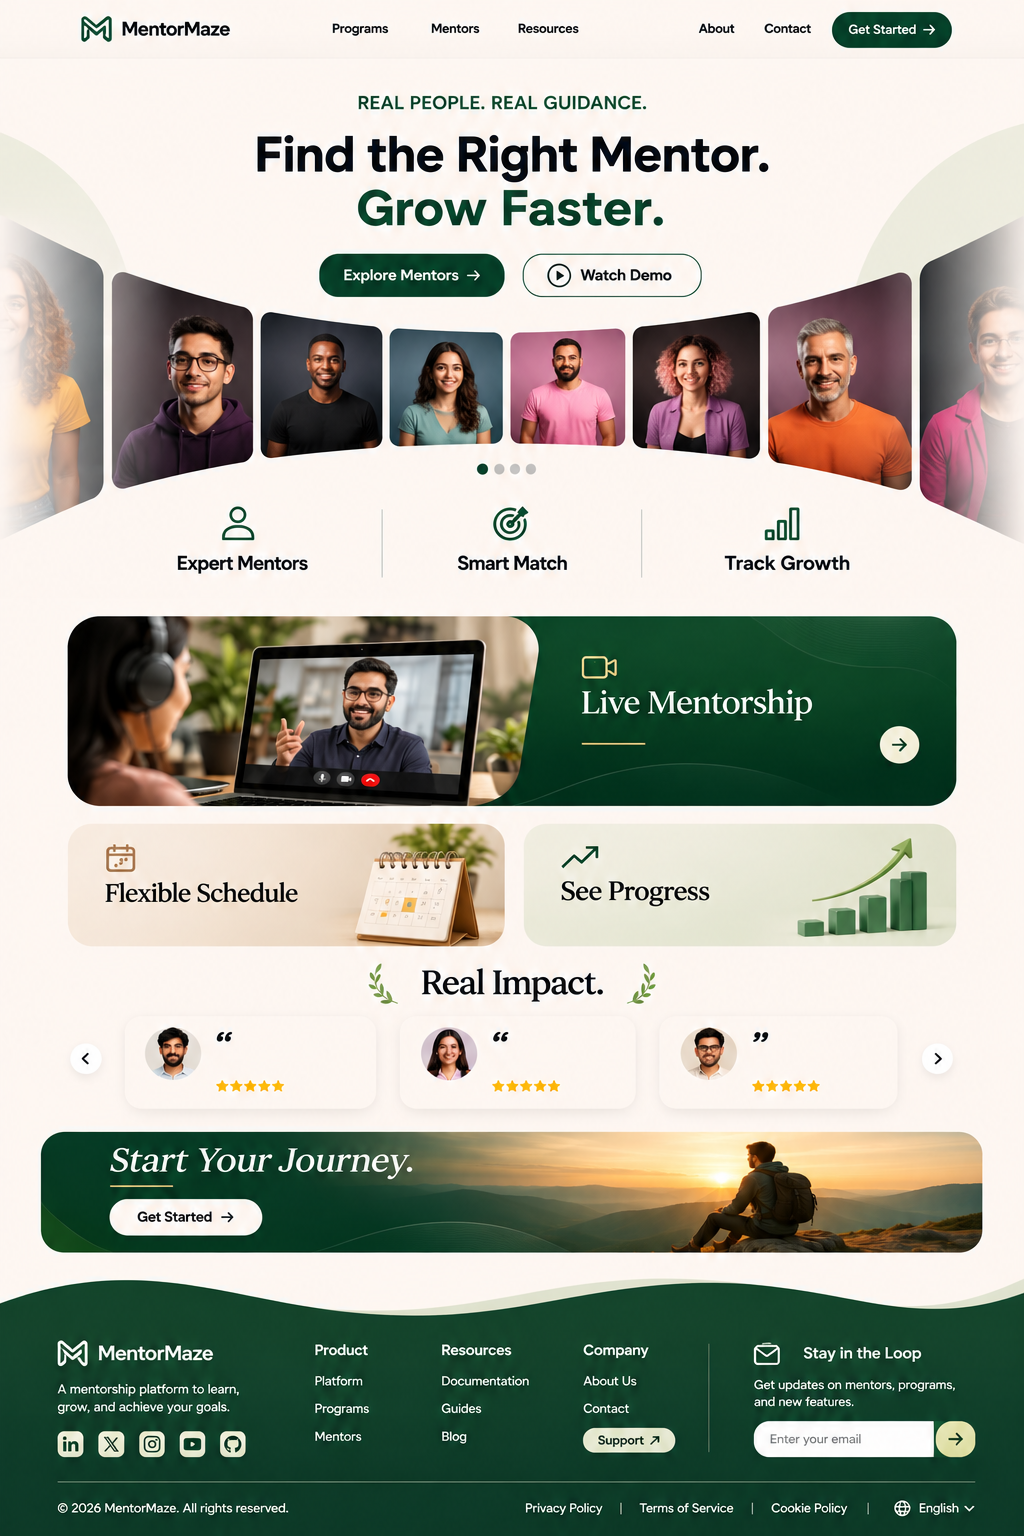 MentorMaze
Programs
Mentors
Resources
About
Contact
Get Started →
REAL PEOPLE. REAL GUIDANCE.
Find the Right Mentor.
Grow Faster.
Explore Mentors →
Watch Demo
Expert Mentors
Smart Match
Track Growth
Live Mentorship
Flexible Schedule
See Progress
Real Impact.
“
“
”
Start Your Journey.
Get Started →
MentorMaze
A mentorship platform to learn,
grow, and achieve your goals.
Product
Platform
Programs
Mentors
Resources
Documentation
Guides
Blog
Company
About Us
Contact
Support ↗
Stay in the Loop
Get updates on mentors, programs,
and new features.
Enter your email
© 2026 MentorMaze. All rights reserved.
Privacy Policy | Terms of Service | Cookie Policy | English